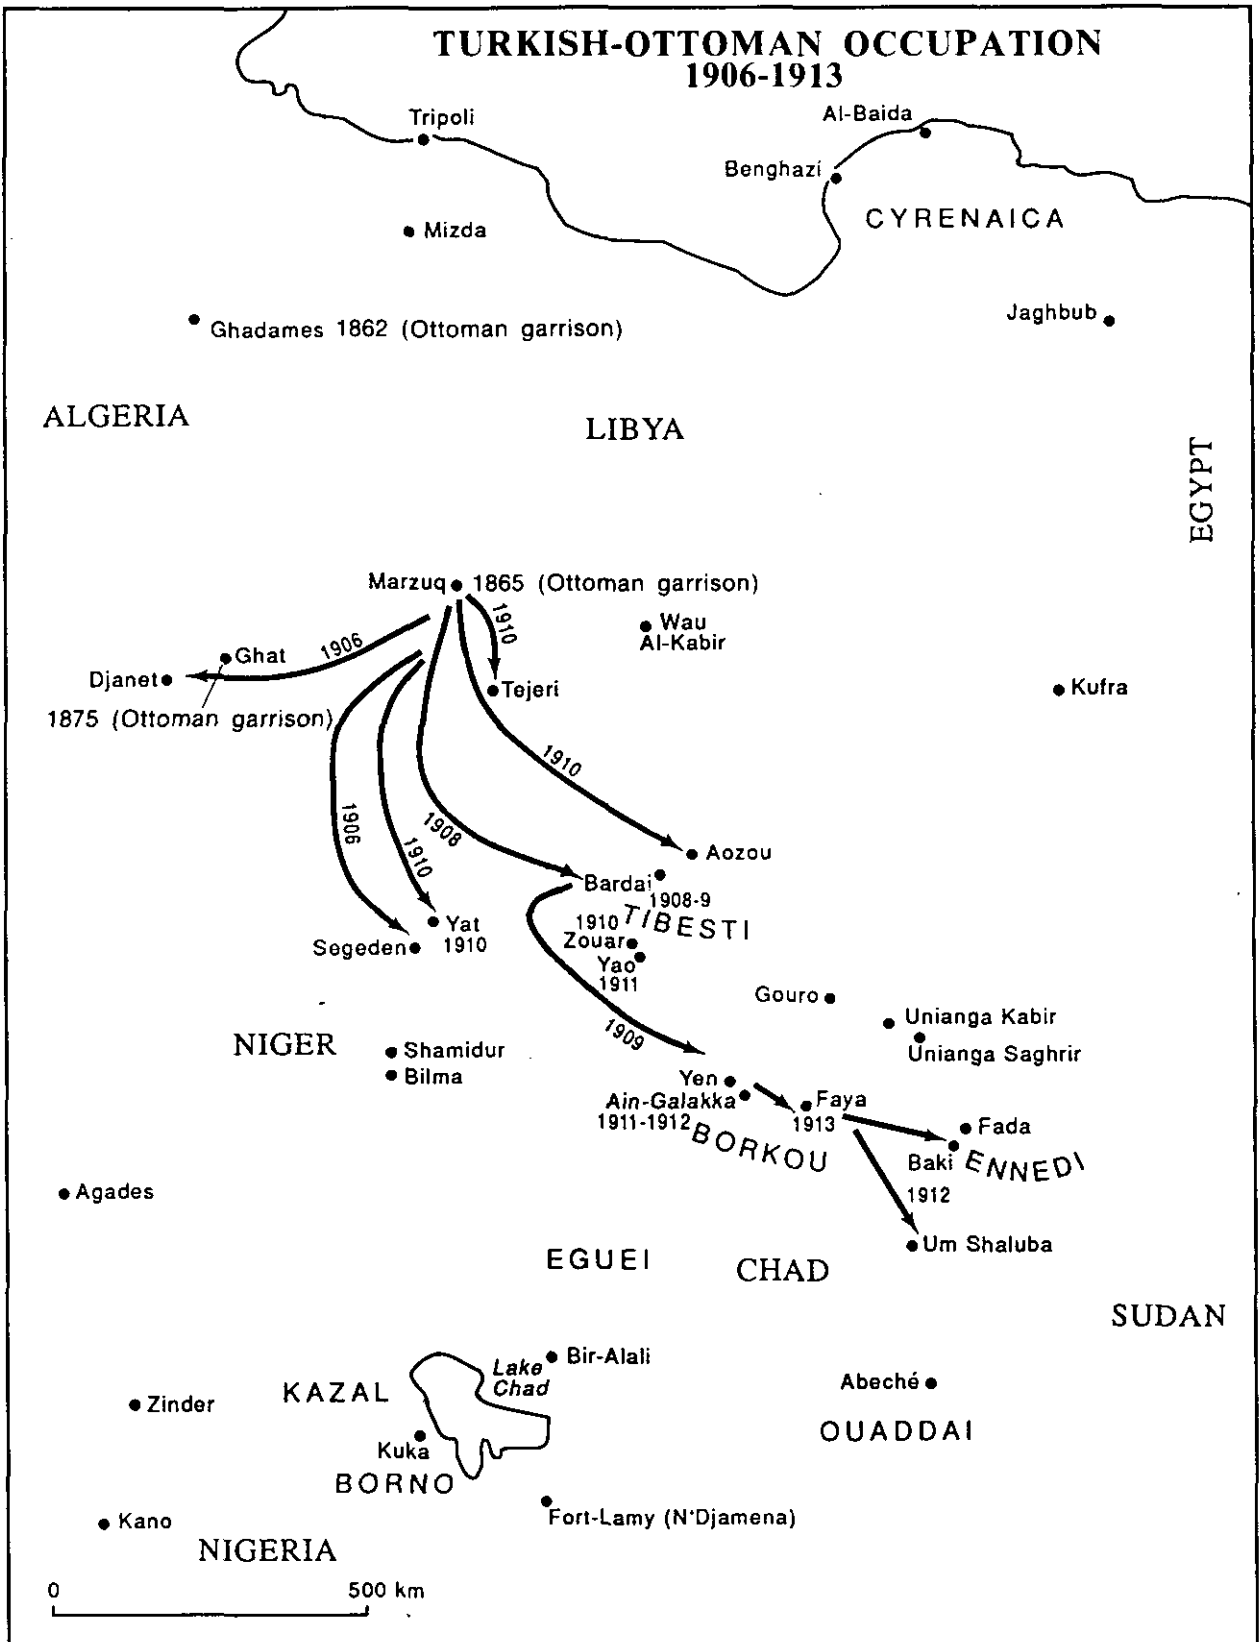 TURKISH-OTTOMAN OCCUPATION
1906-1913
Tripoli
Al-Baida
Benghazi
CYRENAICA
Mizda
Jaghbub
Ghadames 1862 (Ottoman garrison)
ALGERIA
LIBYA
EGYPT
Marzuq
1865 (Ottoman garrison)
1910
Wau
Al-Kabir
1906
Ghat
Djanet
1875 (Ottoman garrison)
Tejeri
Kufra
1910
1906
1910
1908
Aozou
Bardai
1908-9
TIBESTI
1910
Zouar
Yao
1911
Yat
1910
Segeden
Gouro
Unianga Kabir
Unianga Saghrir
1909
NIGER
Shamidur
Bilma
Yen
Ain-Galakka
1911-1912
Faya
1913
BORKOU
Fada
Baki
ENNEDI
1912
Agades
Um Shaluba
EGUEI
CHAD
SUDAN
Lake
Chad
Bir-Alali
Abeché
KAZAL
Zinder
OUADDAI
Kuka
BORNO
Fort-Lamy (N'Djamena)
Kano
NIGERIA
0
500 km